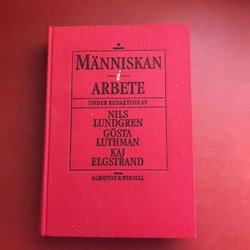 MÄNNISKAN
i
ARBETE
UNDER REDAKTION AV
NILS
LUNDGREN
GÖSTA
LUTHMAN
KAJ
ELGSTRAND
ALMQVIST & WIKSELL